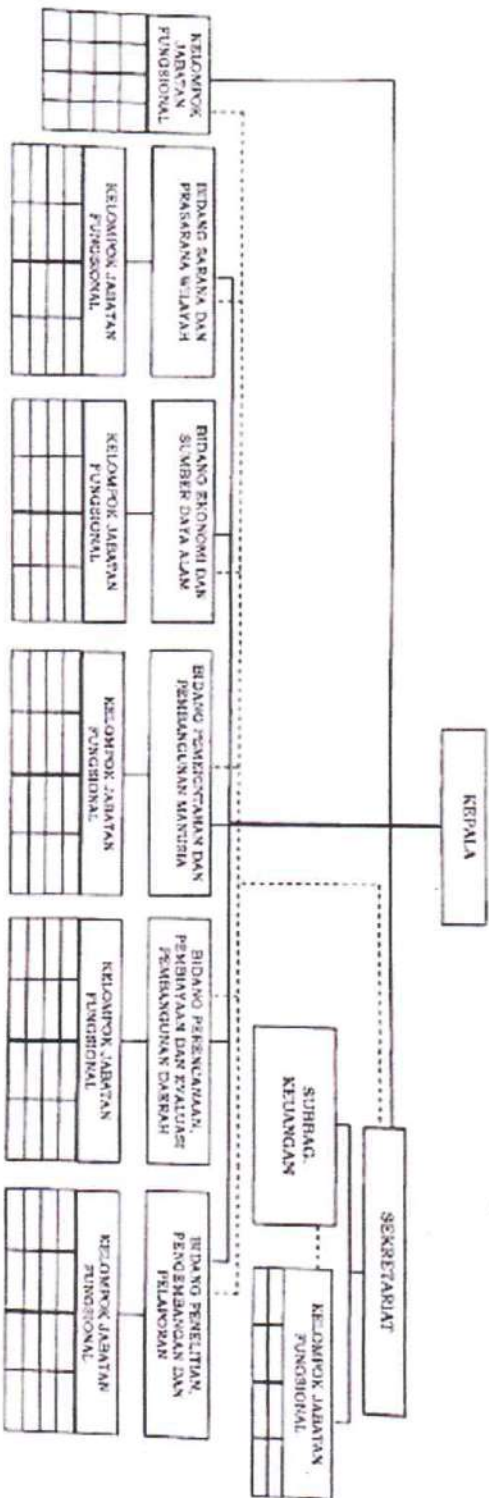 KEPALA
SEKRETARIAT
SUBBAG.
KEUANGAN
KELOMPOK JABATAN
FUNGSIONAL
KELOMPOK
JABATAN
FUNGSIONAL
BIDANG SARANA DAN
PRASARANA WILAYAH
BIDANG EKONOMI DAN
SUMBER DAYA ALAM
BIDANG PEMERINTAHAN DAN
PEMBANGUNAN MANUSIA
BIDANG PERENCANAAN,
PEMBIAYAAN DAN EVALUASI
PEMBANGUNAN DAERAH
BIDANG PENELITIAN,
PENGEMBANGAN DAN
PELAPORAN
KELOMPOK JABATAN
FUNGSIONAL
KELOMPOK JABATAN
FUNGSIONAL
KELOMPOK JABATAN
FUNGSIONAL
KELOMPOK JABATAN
FUNGSIONAL
KELOMPOK JABATAN
FUNGSIONAL